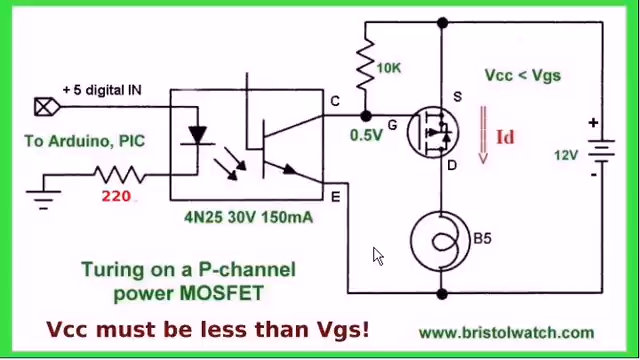 + 5 digital IN
To Arduino, PIC
220
C
E
4N25 30V 150mA
10K
0.5V
G
S
D
Vcc < Vgs
Id
+
12V
-
B5
Turing on a P-channel
power MOSFET
Vcc must be less than Vgs!
www.bristolwatch.com